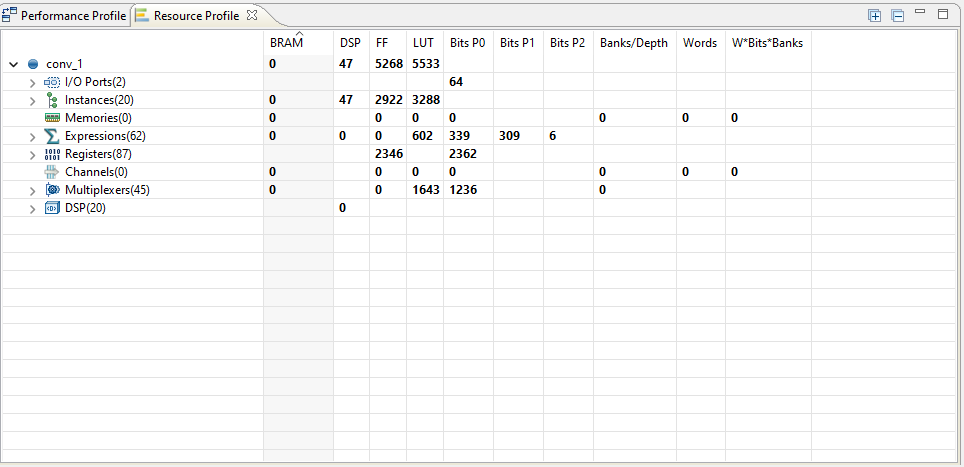 Performance Profile Resource Profile
BRAM DSP FF LUT Bits P0 Bits P1 Bits P2 Banks/Depth Words W*Bits*Banks
conv_1 0 47 5268 5533
I/O Ports(2) 64
Instances(20) 0 47 2922 3288
Memories(0) 0 0 0 0 0 0 0
Expressions(62) 0 0 0 602 339 309 6
Registers(87) 2346 2362
Channels(0) 0 0 0 0 0 0 0
Multiplexers(45) 0 0 1643 1236 0
DSP(20) 0